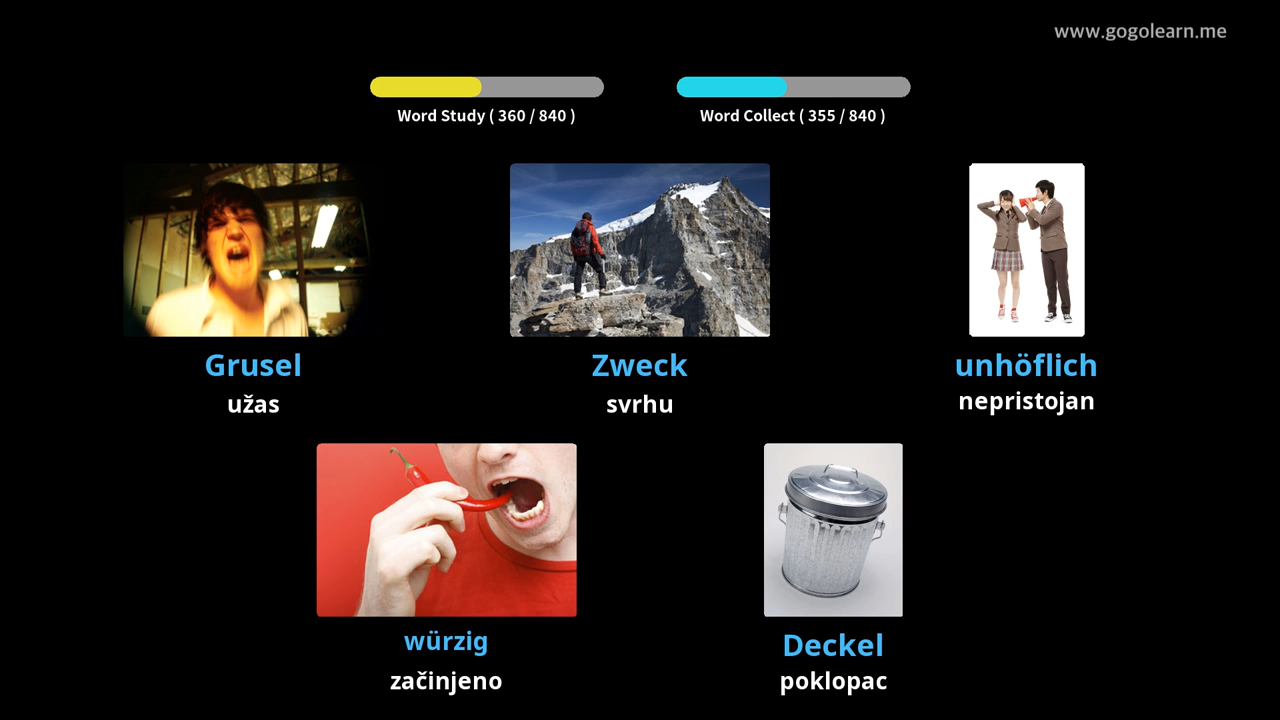 www.gogolearn.me
Word Study ( 360 / 840 )
Word Collect ( 355 / 840 )
Grusel
užas
Zweck
svrhu
unhöflich
nepristojan
würzig
začinjeno
Deckel
poklopac